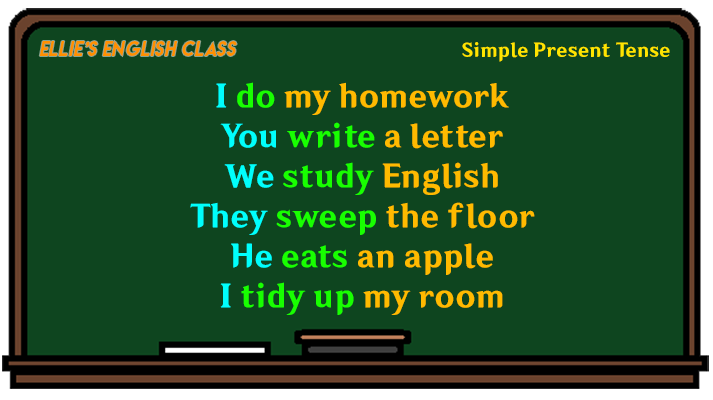 ELLIE'S ENGLISH CLASS
Simple Present Tense
I do my homework
You write a letter
We study English
They sweep the floor
He eats an apple
I tidy up my room